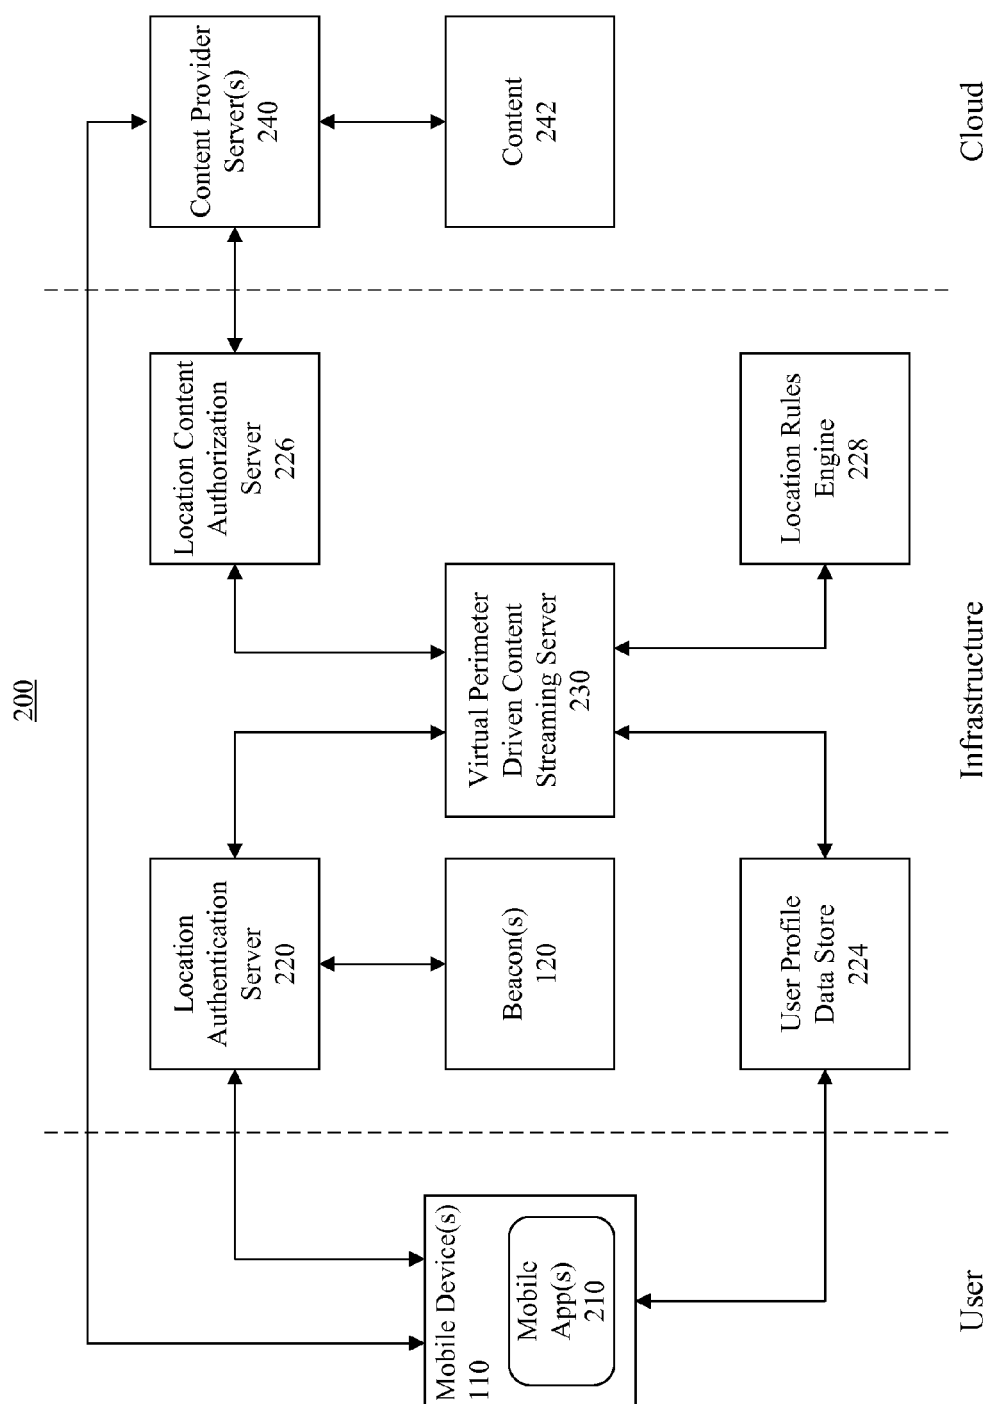 200
Mobile Device(s)
110
Mobile
App(s)
210
Location
Authentication
Server
220
Beacon(s)
120
User Profile
Data Store
224
Virtual Perimeter
Driven Content
Streaming Server
230
Location Content
Authorization
Server
226
Location Rules
Engine
228
Content Provider
Server(s)
240
Content
242
User
Infrastructure
Cloud